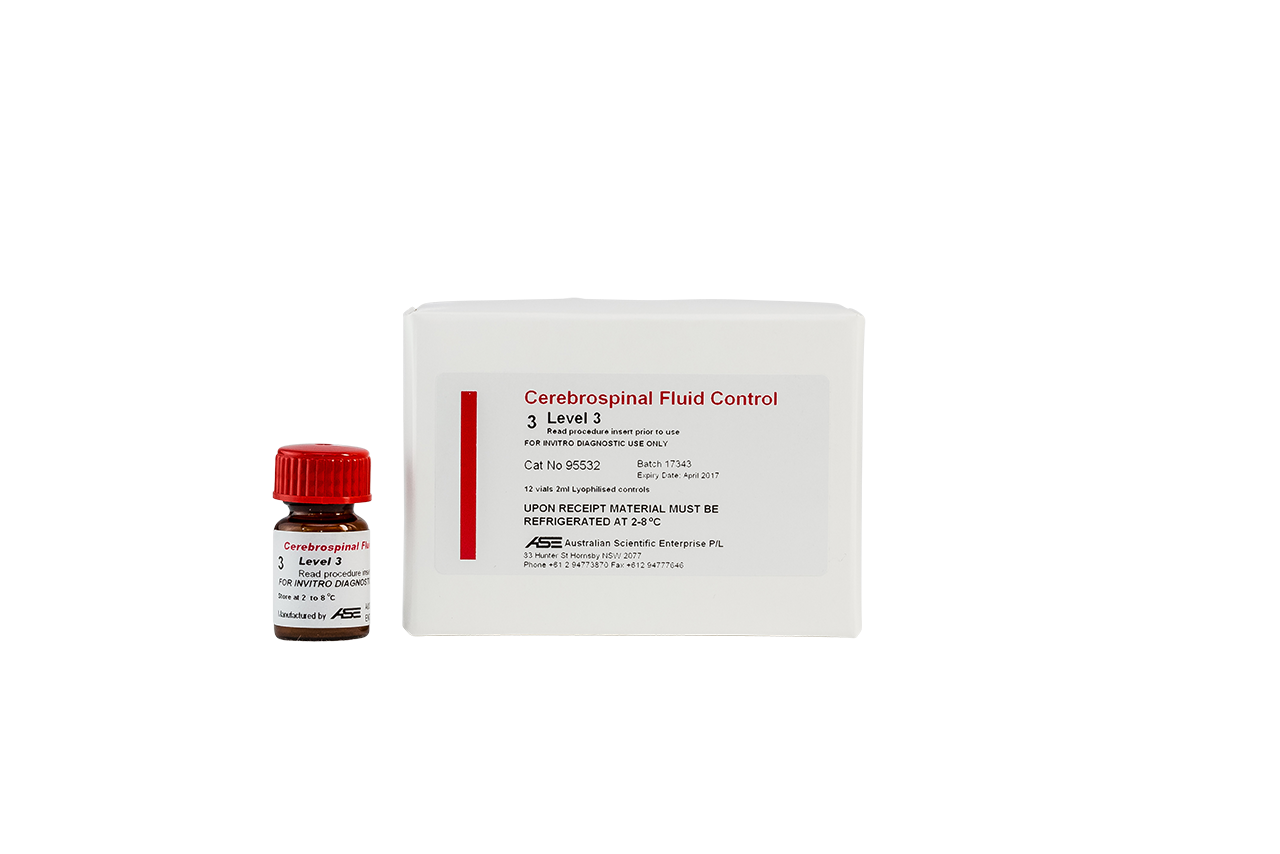 Cerebrospinal Fluid Control
3 Level 3
Read procedure insert prior to use
FOR INVITRO DIAGNOSTIC USE ONLY
Cat No 95532
Batch 17343
Expiry Date: April 2017
12 vials 2ml Lyophilised controls
UPON RECEIPT MATERIAL MUST BE
REFRIGERATED AT 2-8 °C
ASE Australian Scientific Enterprise P/L
33 Hunter St Hornsby NSW 2077
Phone +61 2 94773870 Fax +612 94777646
Cerebrospinal
3 Level 3
Read procedure
FOR INVITRO
Store at 2 to 8 °C
Manufactured by ASE